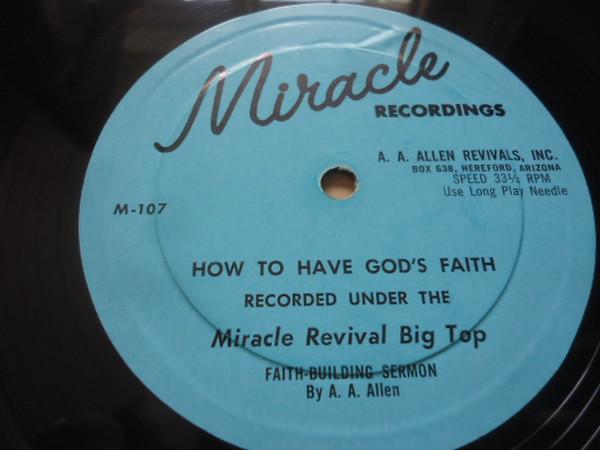 Miracle
RECORDINGS
A. A. ALLEN REVIVALS, INC.
BOX 638, HEREFORD, ARIZONA
SPEED 33⅓ RPM
Use Long Play Needle
M-107
HOW TO HAVE GOD'S FAITH
RECORDED UNDER THE
Miracle Revival Big Top
FAITH-BUILDING SERMON
By A. A. Allen